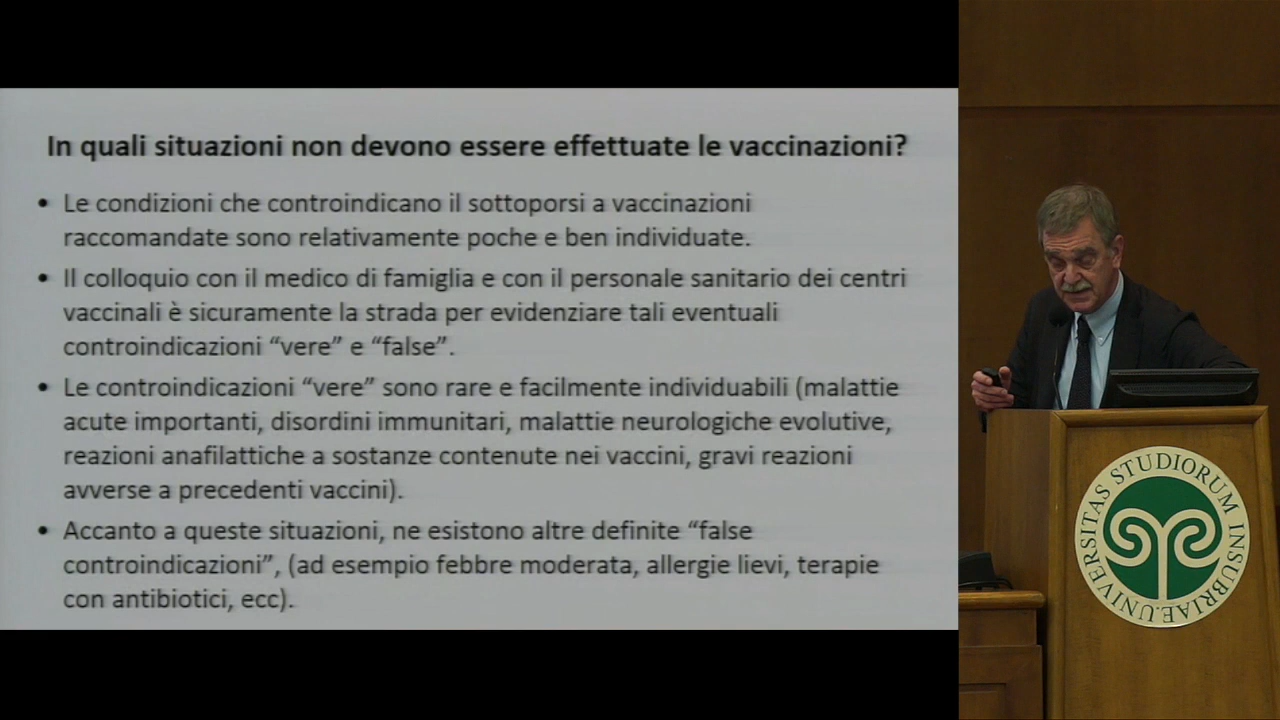 In quali situazioni non devono essere effettuate le vaccinazioni?
• Le condizioni che controindicano il sottoporsi a vaccinazioni
raccomandate sono relativamente poche e ben individuate.
• Il colloquio con il medico di famiglia e con il personale sanitario dei centri
vaccinali è sicuramente la strada per evidenziare tali eventuali
controindicazioni “vere” e “false”.
• Le controindicazioni “vere” sono rare e facilmente individuabili (malattie
acute importanti, disordini immunitari, malattie neurologiche evolutive,
reazioni anafilattiche a sostanze contenute nei vaccini, gravi reazioni
avverse a precedenti vaccini).
• Accanto a queste situazioni, ne esistono altre definite “false
controindicazioni”, (ad esempio febbre moderata, allergie lievi, terapie
con antibiotici, ecc).
UNIVERSITAS STUDIORUM INSUBRIAE